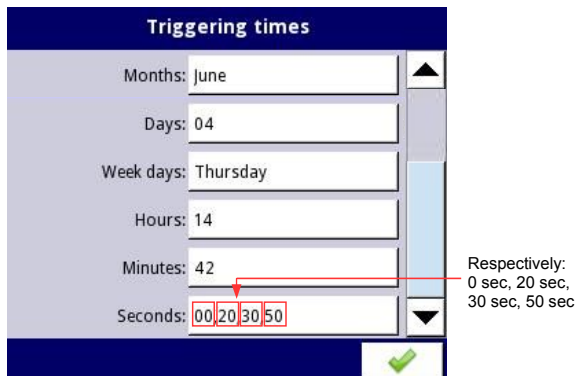 Triggering times
Months: June
Days: 04
Week days: Thursday
Hours: 14
Minutes: 42
Seconds: 00,20,30,50
Respectively:
0 sec, 20 sec,
30 sec, 50 sec